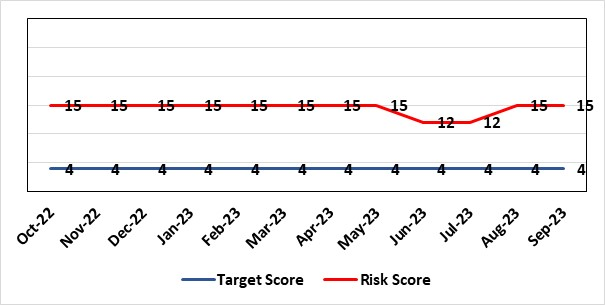 15 15 15 15 15 15 15 15 12 12 15 15
4 4 4 4 4 4 4 4 4 4 4 4
Oct-22 Nov-22 Dec-22 Jan-23 Feb-23 Mar-23 Apr-23 May-23 Jun-23 Jul-23 Aug-23 Sep-23
Target Score Risk Score